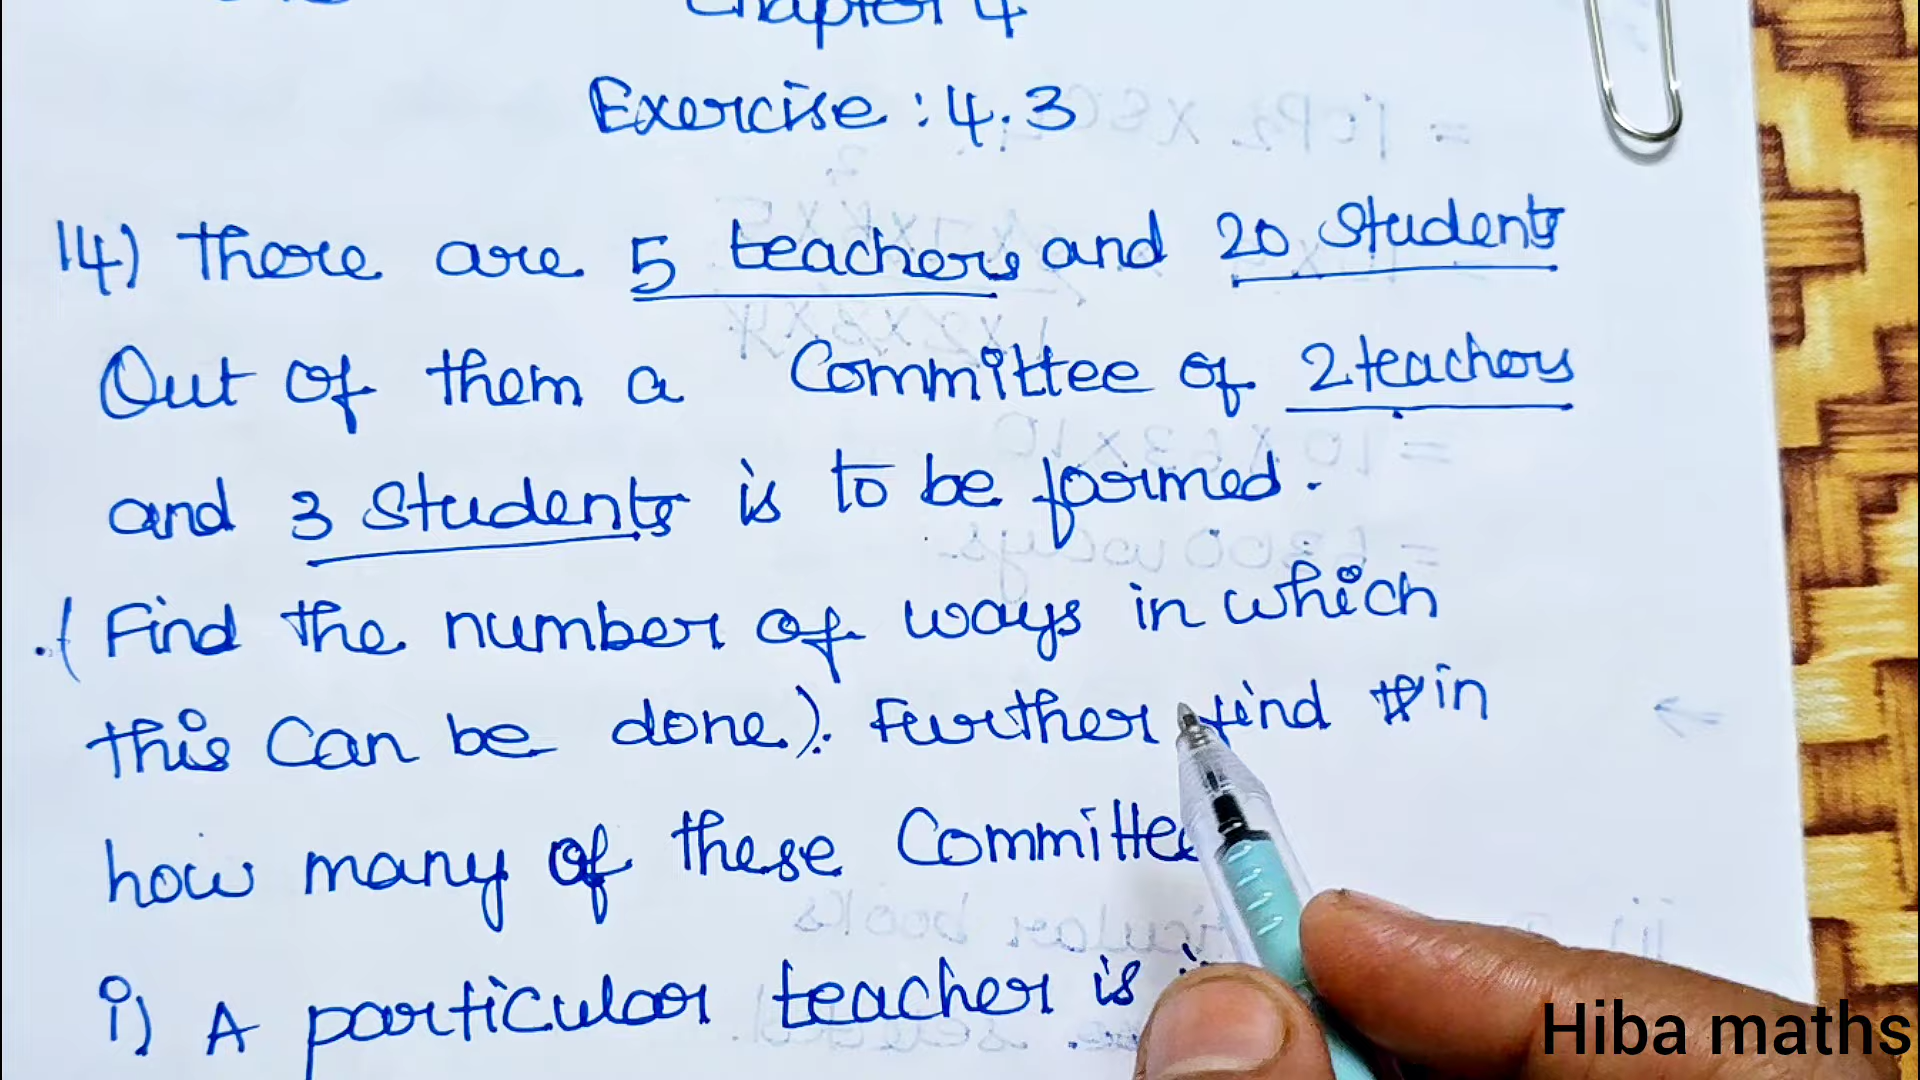 Chapter 4
Exercise : 4.3
14) There are 5 teachers and 20 students
Out of them a Committee of 2 teachers
and 3 students is to be formed.
(Find the number of ways in which
this can be done). Further find in
how many of these Committee
i) A particular teacher is
Hiba maths